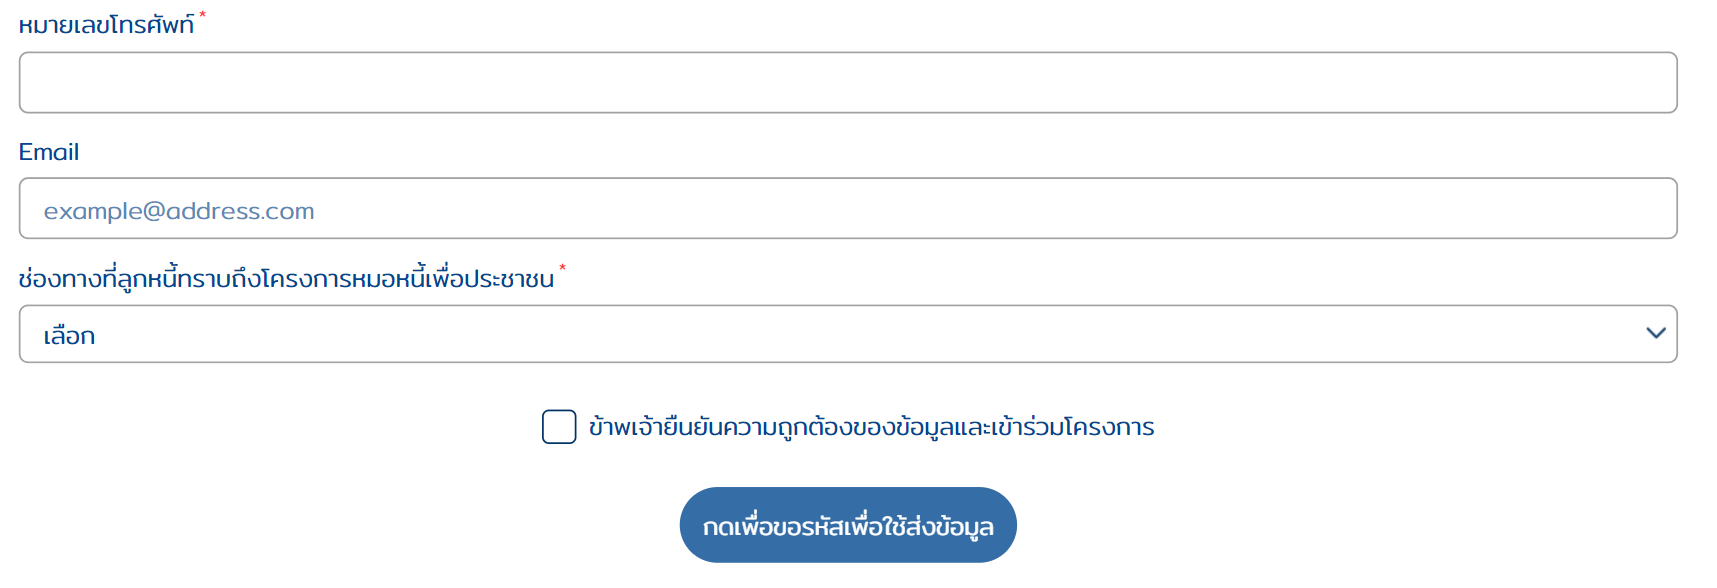 หมายเลขโทรศัพท์ *
Email
example@address.com
ช่องทางที่ลูกหนี้ทราบถึงโครงการหมอหนี้เพื่อประชาชน *
เลือก
ข้าพเจ้ายืนยันความถูกต้องของข้อมูลและเข้าร่วมโครงการ
กดเพื่อขอรหัสเพื่อใช้ส่งข้อมูล